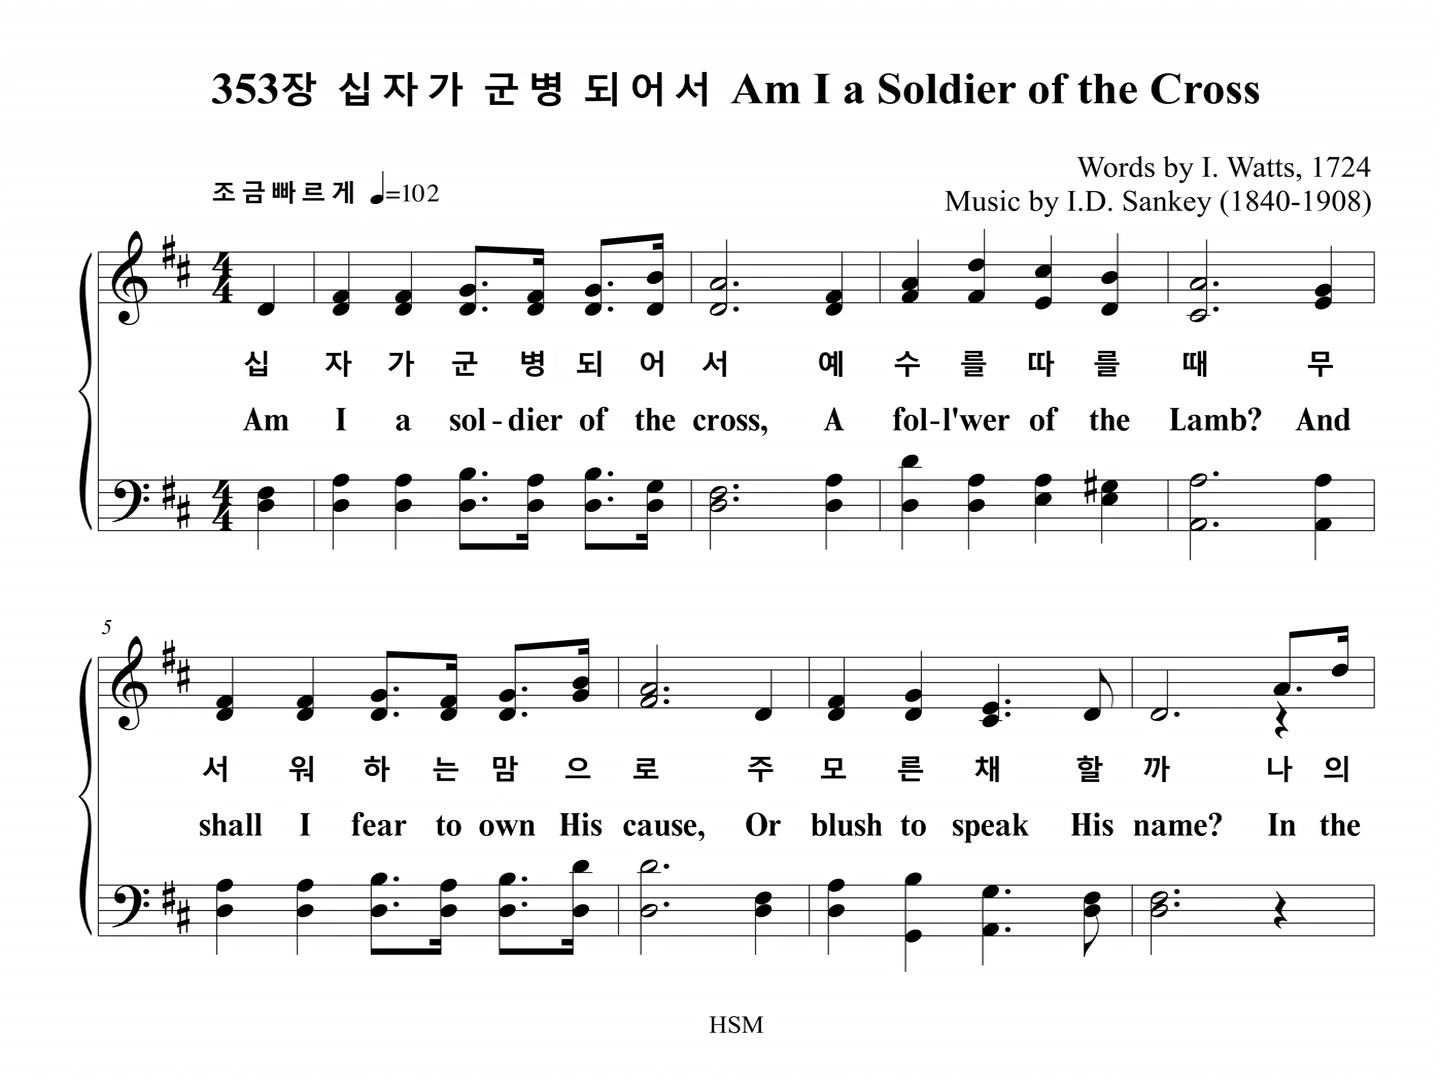 353장 십자가 군병 되어서 Am I a Soldier of the Cross
Words by I. Watts, 1724
조금빠르게 ♩=102
Music by I.D. Sankey (1840-1908)
십 자 가 군 병 되 어 서 예 수 를 따 를 때 무
Am I a sol - dier of the cross, A fol-l'wer of the Lamb? And
5
서 워 하 는 맘 으 로 주 모 른 채 할 까 나 의
shall I fear to own His cause, Or blush to speak His name? In the
HSM